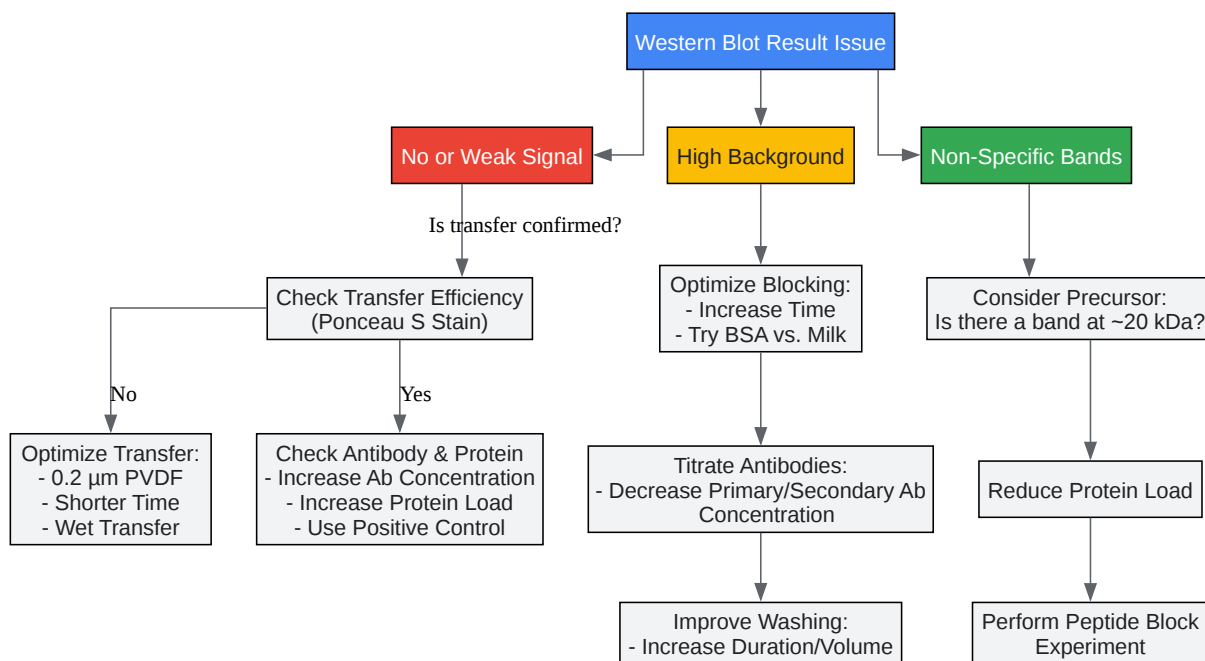 Western Blot Result Issue
No or Weak Signal
High Background
Non-Specific Bands
Is transfer confirmed?
Check Transfer Efficiency
(Ponceau S Stain)
Optimize Blocking:
- Increase Time
- Try BSA vs. Milk
Consider Precursor:
Is there a band at ~20 kDa?
No
Yes
Optimize Transfer:
- 0.2 µm PVDF
- Shorter Time
- Wet Transfer
Check Antibody & Protein
- Increase Ab Concentration
- Increase Protein Load
- Use Positive Control
Titrate Antibodies:
- Decrease Primary/Secondary Ab
Concentration
Reduce Protein Load
Improve Washing:
- Increase Duration/Volume
Perform Peptide Block
Experiment